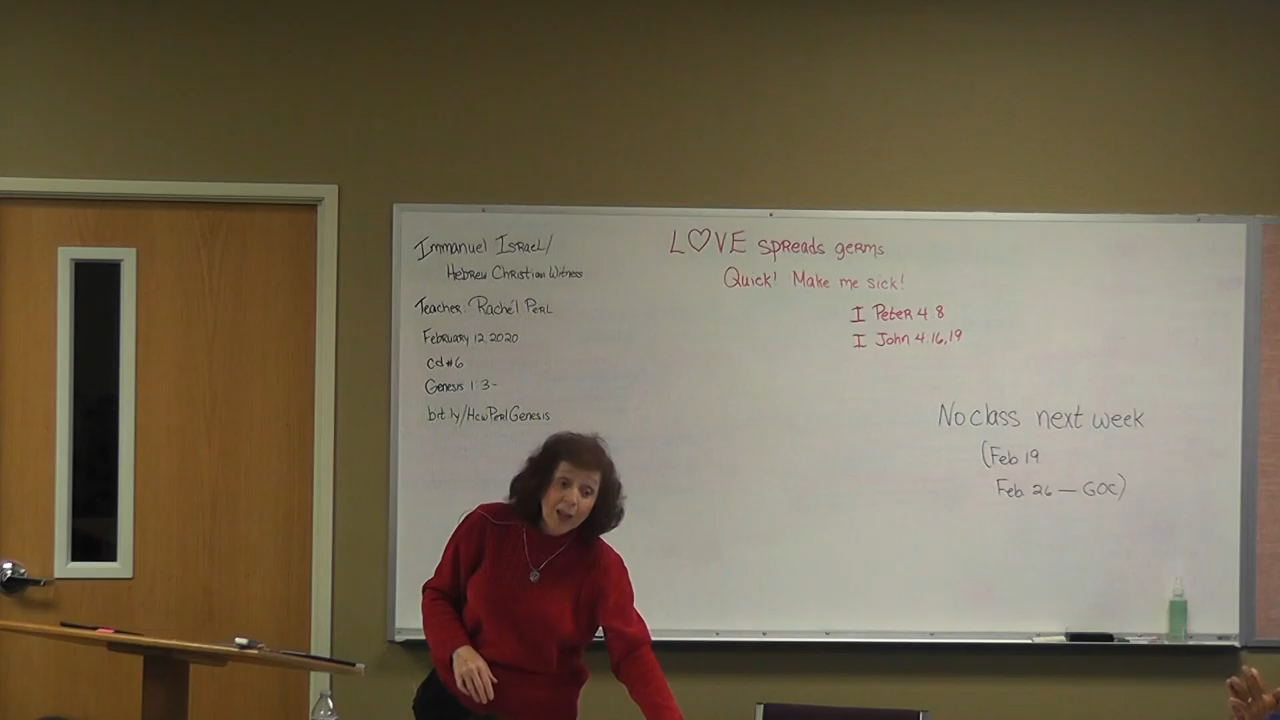 Immanuel Israel/
Hebrew Christian Witness
Teacher: Rachél Perl
February 12, 2020
cd #6
Genesis 1:3-
bit.ly/HcwPerlGenesis
L♡VE spreads germs
Quick! Make me sick!
I Peter 4:8
I John 4:16,19
No class next week
(Feb 19
Feb. 26 — GOC)